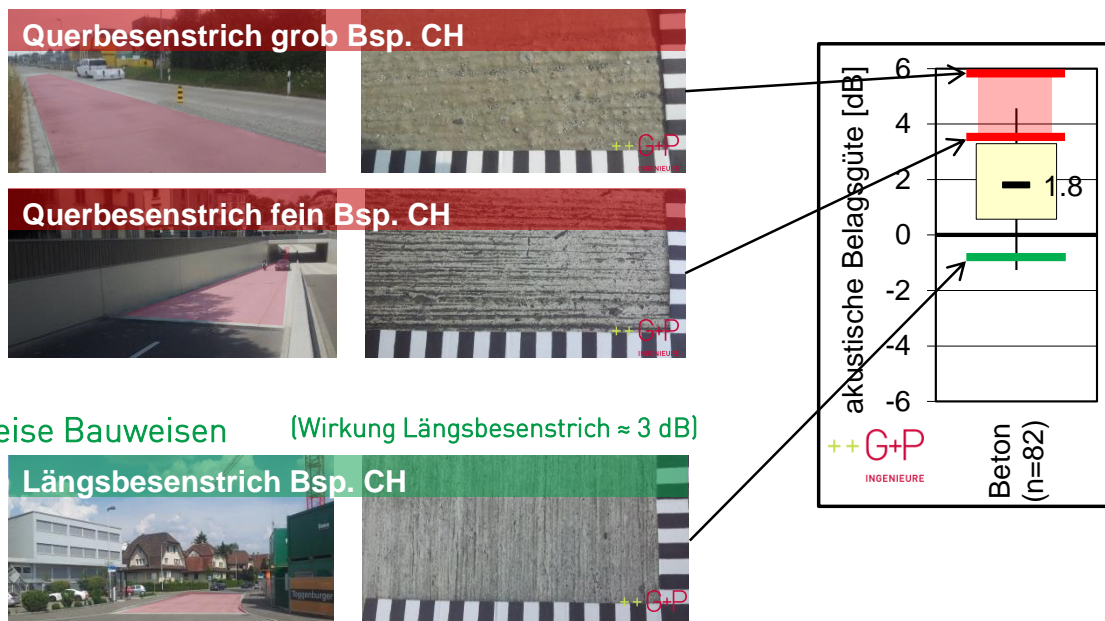 Querbesenstrich grob Bsp. CH
++G+P
INGENIEURE
Querbesenstrich fein Bsp. CH
++G+P
INGENIEURE
eise Bauweisen
(Wirkung Längsbesenstrich ≈ 3 dB)
Längsbesenstrich Bsp. CH
Toggenburger
++G+P
akustische Belagsgüte [dB]
6
4
2
0
-2
-4
-6
1.8
Beton
(n=82)
++G+P
INGENIEURE